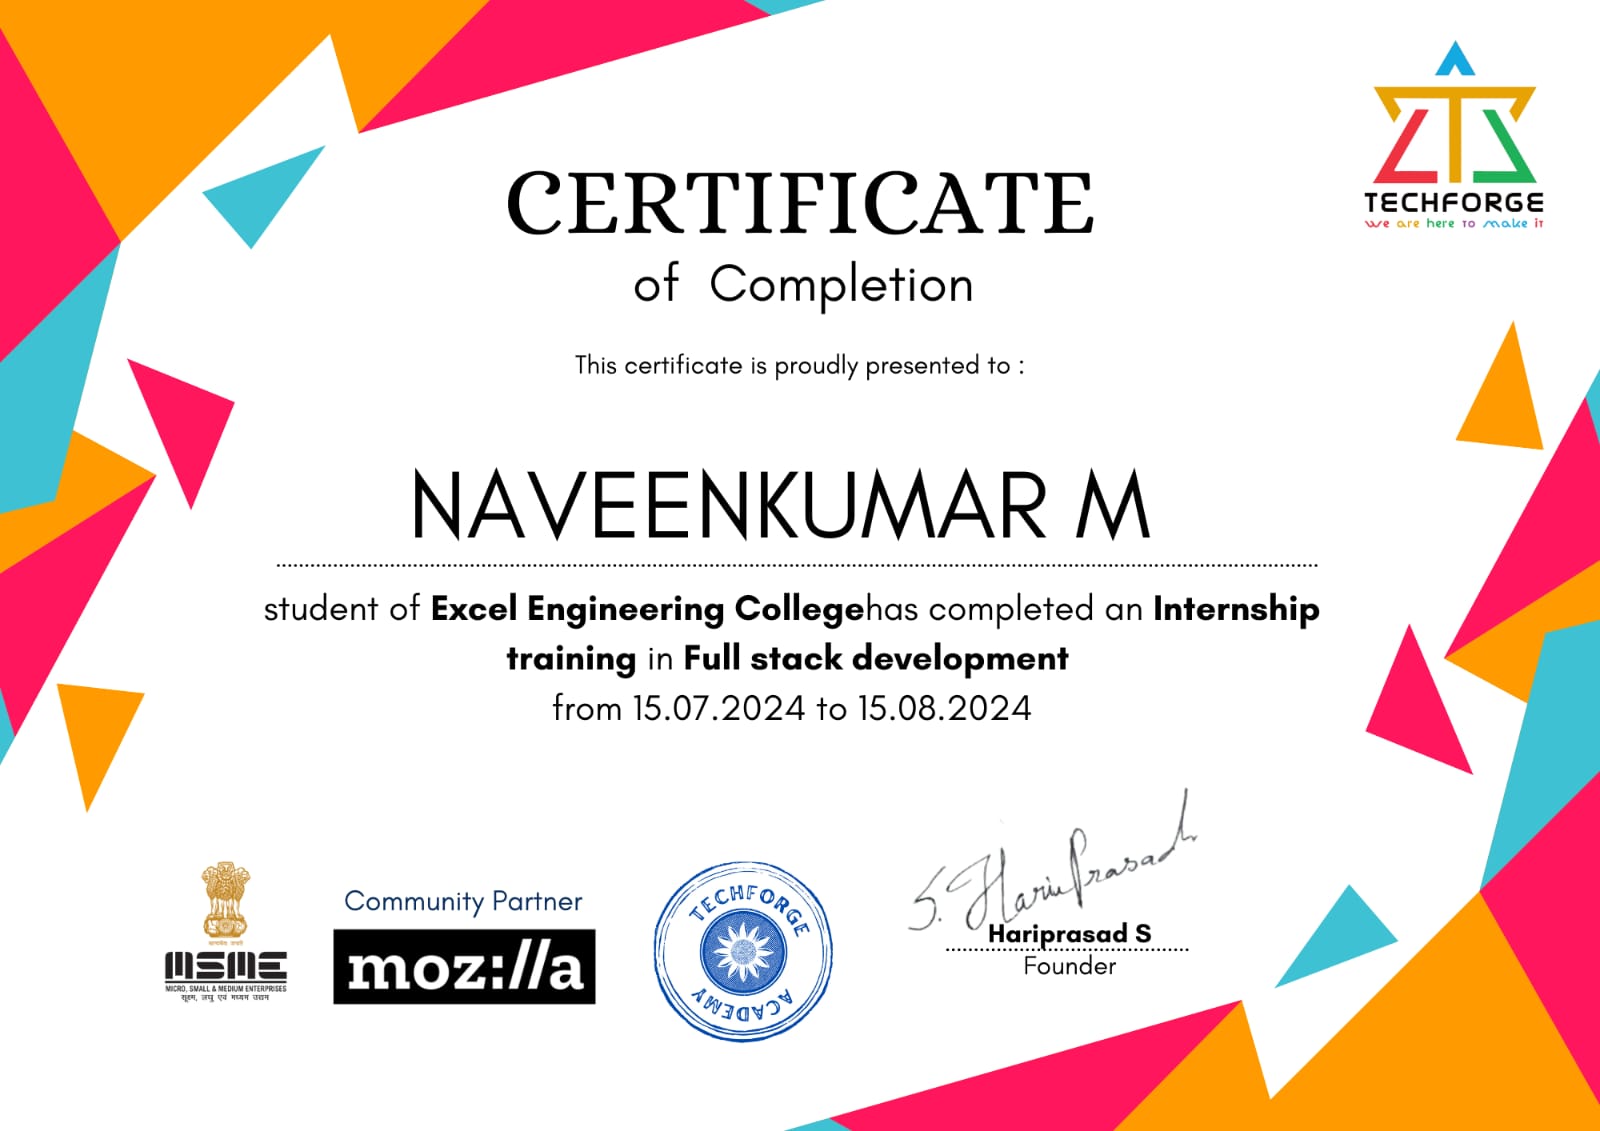 TECHFORGE
We are here to make it
CERTIFICATE
of Completion
This certificate is proudly presented to :
NAVEENKUMAR M
student of Excel Engineering Collegehas completed an Internship
training in Full stack development
from 15.07.2024 to 15.08.2024
सत्यमेव जयते
MSME
MICRO, SMALL & MEDIUM ENTERPRISES
सूक्ष्म, लघु एवं मध्यम उद्यम
Community Partner
moz://a
TECHFORGE
ACADEMY
S. HariPrasad
Hariprasad S
Founder